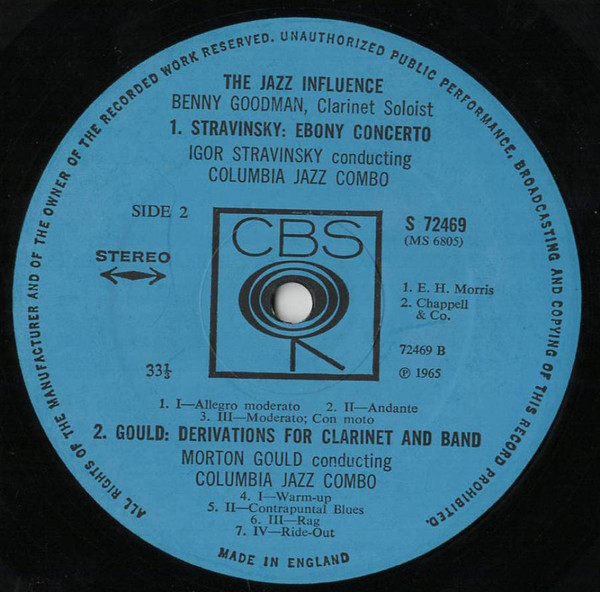 ALL RIGHTS OF THE MANUFACTURER AND OF THE OWNER OF THE RECORDED WORK RESERVED. UNAUTHORIZED PUBLIC PERFORMANCE, BROADCASTING AND COPYING OF THIS RECORD PROHIBITED.
THE JAZZ INFLUENCE
BENNY GOODMAN, Clarinet Soloist
1. STRAVINSKY: EBONY CONCERTO
IGOR STRAVINSKY conducting
COLUMBIA JAZZ COMBO
SIDE 2
STEREO
33⅓
CBS
S 72469
(MS 6805)
1. E. H. Morris
2. Chappell
& Co.
72469 B
℗ 1965
1. I—Allegro moderato 2. II—Andante
3. III—Moderato; Con moto
2. GOULD: DERIVATIONS FOR CLARINET AND BAND
MORTON GOULD conducting
COLUMBIA JAZZ COMBO
4. I—Warm-up
5. II—Contrapuntal Blues
6. III—Rag
7. IV—Ride-Out
MADE IN ENGLAND